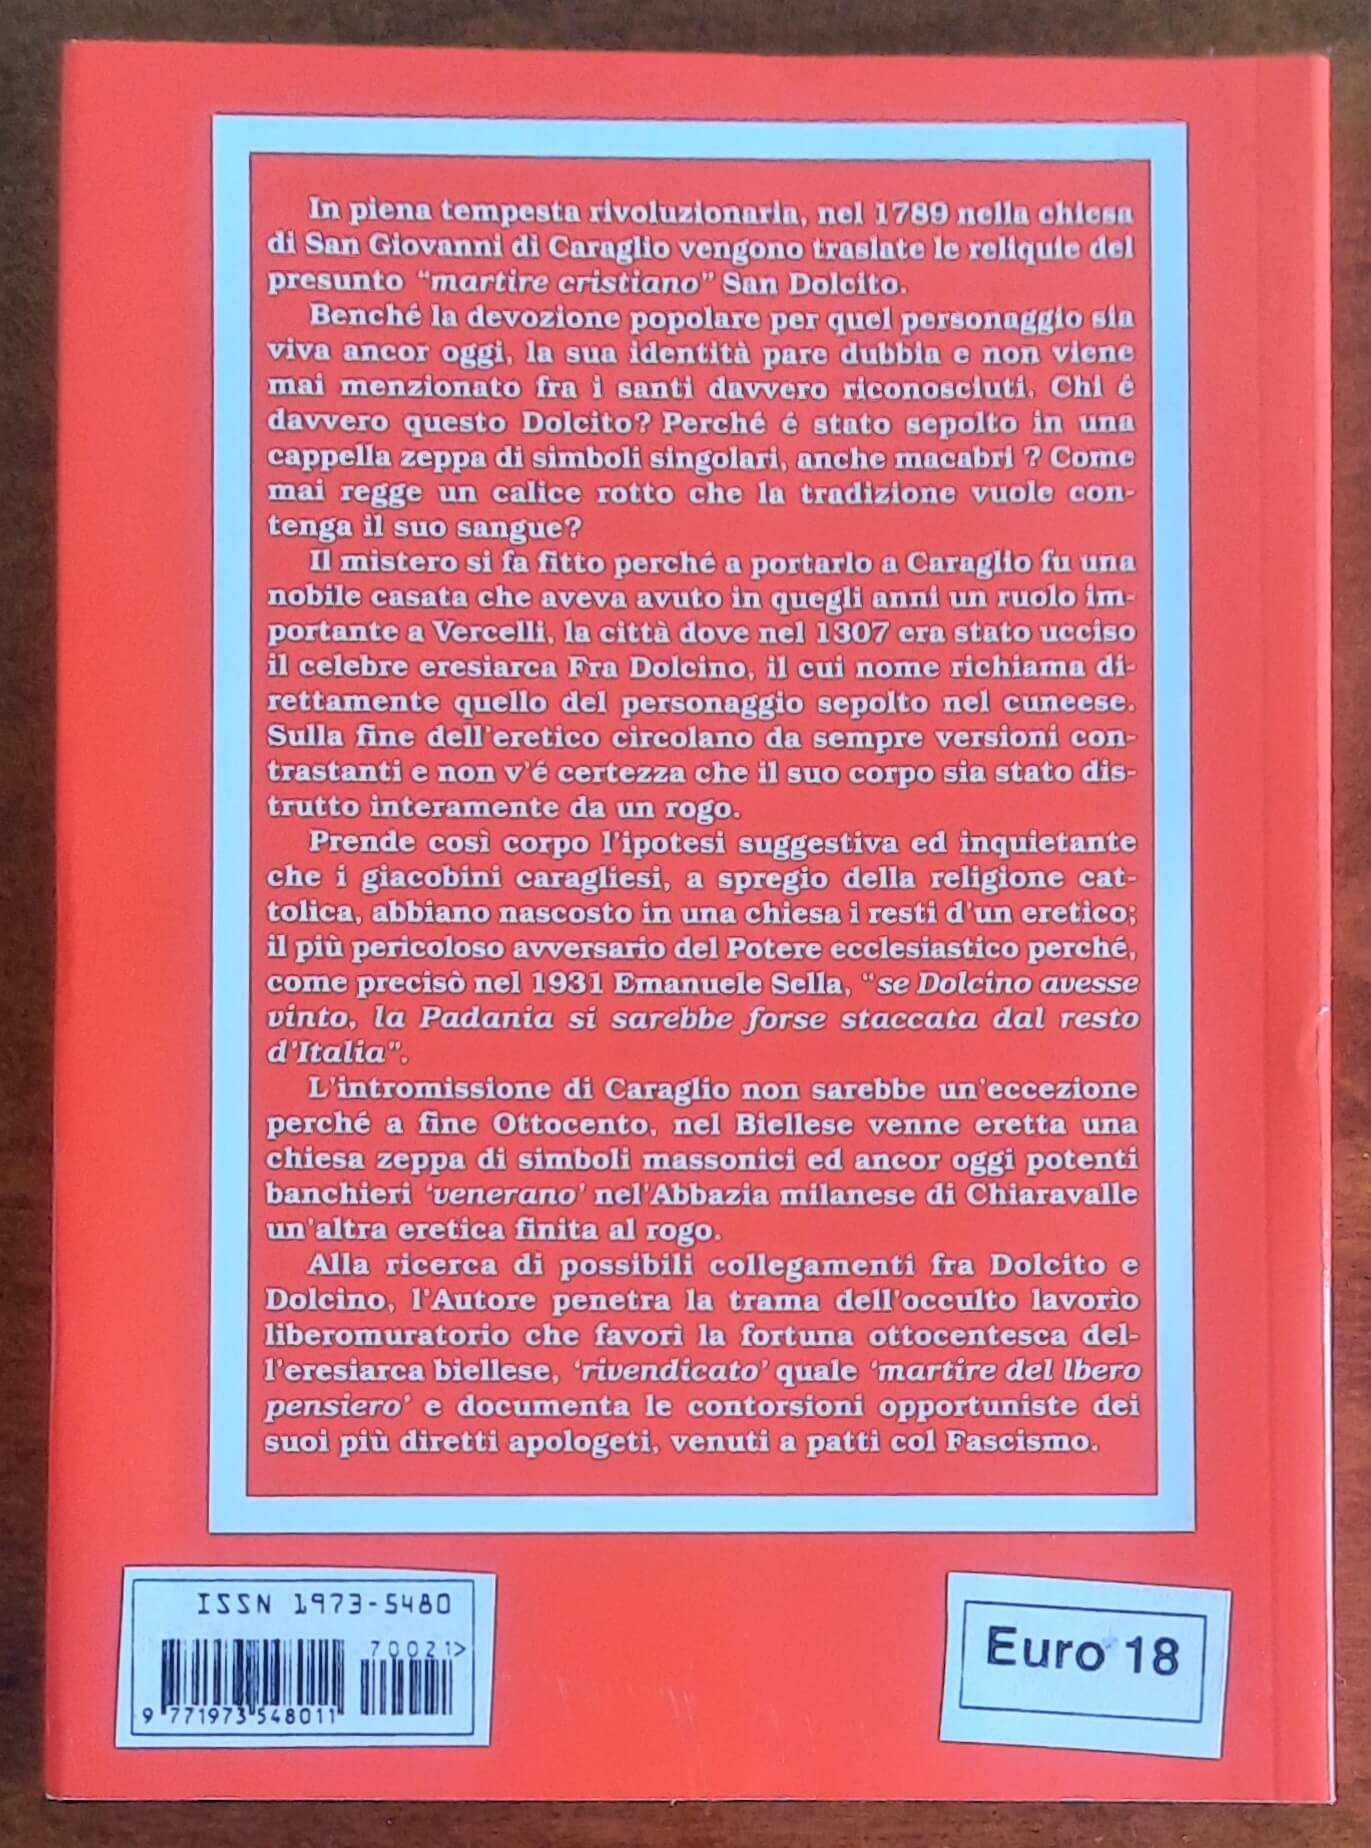 In piena tempesta rivoluzionaria, nel 1789 nella chiesa
di San Giovanni di Caraglio vengono traslate le reliquie del
presunto "martire cristiano" San Dolcito.
Benché la devozione popolare per quel personaggio sia
viva ancor oggi, la sua identità pare dubbia e non viene
mai menzionato fra i santi davvero riconosciuti. Chi é
davvero questo Dolcito? Perché é stato sepolto in una
cappella zeppa di simboli singolari, anche macabri ? Come
mai regge un calice rotto che la tradizione vuole con-
tenga il suo sangue?
Il mistero si fa fitto perché a portarlo a Caraglio fu una
nobile casata che aveva avuto in quegli anni un ruolo im-
portante a Vercelli, la città dove nel 1307 era stato ucciso
il celebre eresiarca Fra Dolcino, il cui nome richiama di-
rettamente quello del personaggio sepolto nel cuneese.
Sulla fine dell'eretico circolano da sempre versioni con-
trastanti e non v'é certezza che il suo corpo sia stato dis-
trutto interamente da un rogo.
Prende così corpo l'ipotesi suggestiva ed inquietante
che i giacobini caragliesi, a spregio della religione cat-
tolica, abbiano nascosto in una chiesa i resti d'un eretico;
il più pericoloso avversario del Potere ecclesiastico perché,
come precisò nel 1931 Emanuele Sella, "se Dolcino avesse
vinto, la Padania si sarebbe forse staccata dal resto
d'Italia".
L'intromissione di Caraglio non sarebbe un'eccezione
perché a fine Ottocento, nel Biellese venne eretta una
chiesa zeppa di simboli massonici ed ancor oggi potenti
banchieri 'venerano' nel'Abbazia milanese di Chiaravalle
un'altra eretica finita al rogo.
Alla ricerca di possibili collegamenti fra Dolcito e
Dolcino, l'Autore penetra la trama dell'occulto lavorìo
liberomuratorio che favorì la fortuna ottocentesca del-
l'eresiarca biellese, 'rivendicato' quale 'martire del lbero
pensiero' e documenta le contorsioni opportuniste dei
suoi più diretti apologeti, venuti a patti col Fascismo.
ISSN 1973-5480
70021>
9 771973 548011
Euro 18